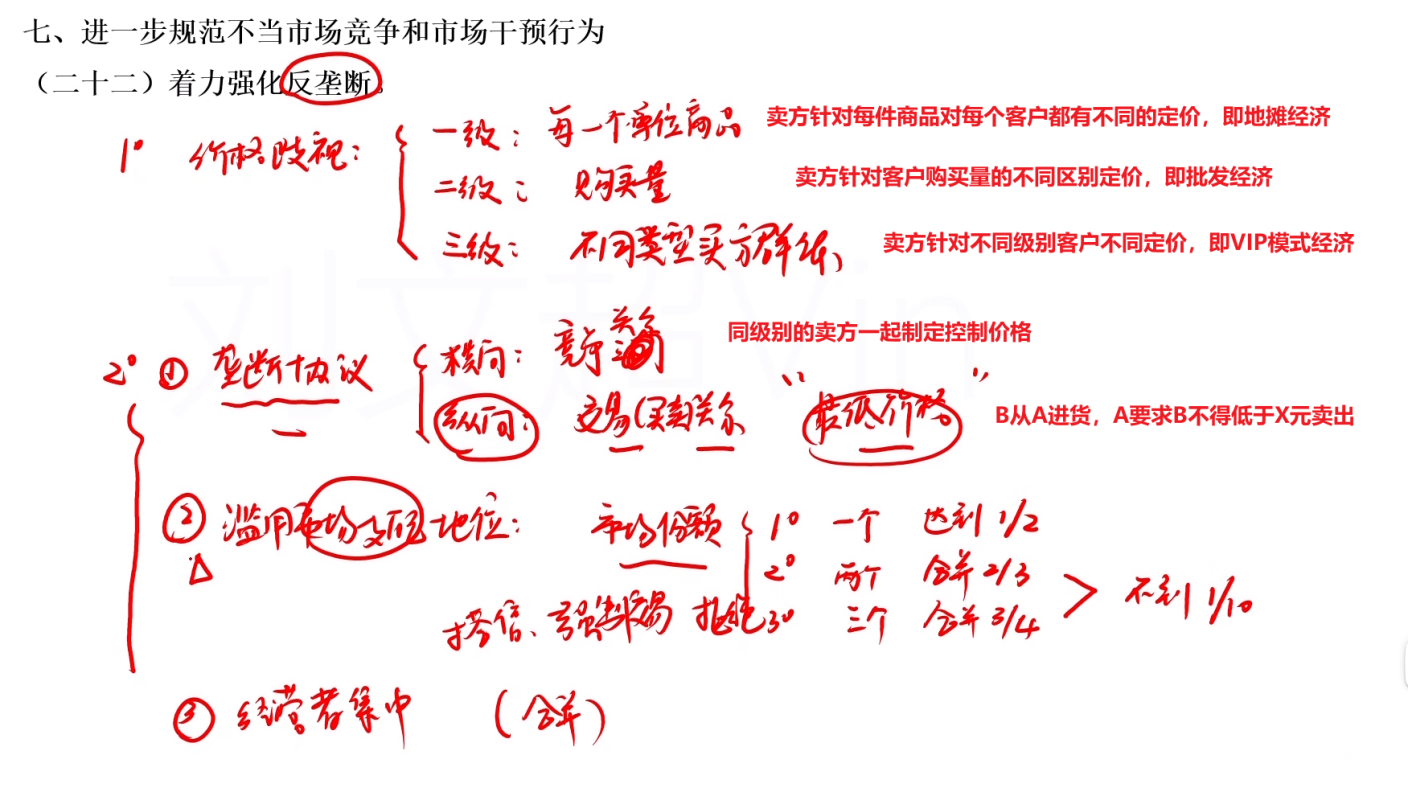 七、进一步规范不当市场竞争和市场干预行为
（二十二）着力强化反垄断。
1° 价格歧视：
一级：每一个单位商品 卖方针对每件商品对每个客户都有不同的定价，即地摊经济
二级：购买量 卖方针对客户购买量的不同区别定价，即批发经济
三级：不同类型买方群体、 卖方针对不同级别客户不同定价，即VIP模式经济
刘文超Vin
2° ① 垄断协议
横向：竞争关系 同级别的卖方一起制定控制价格
纵向：交易(买卖关系 "最低价格" B从A进货，A要求B不得低于X元卖出
② 滥用市场支配地位：市场份额
1° 一个 达到 1/2
2° 两个 合并 2/3
3° 三个 合并 3/4 > 不到 1/10
搭售、强制交易 拒绝
③ 经营者集中 (合并)